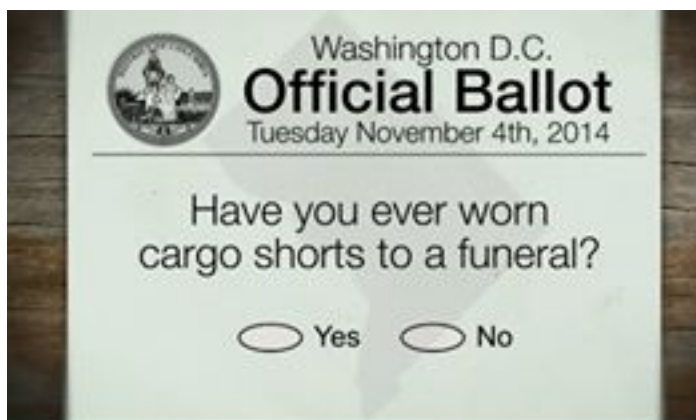 Washington D.C.
Official Ballot
Tuesday November 4th, 2014
Have you ever worn
cargo shorts to a funeral?
Yes No